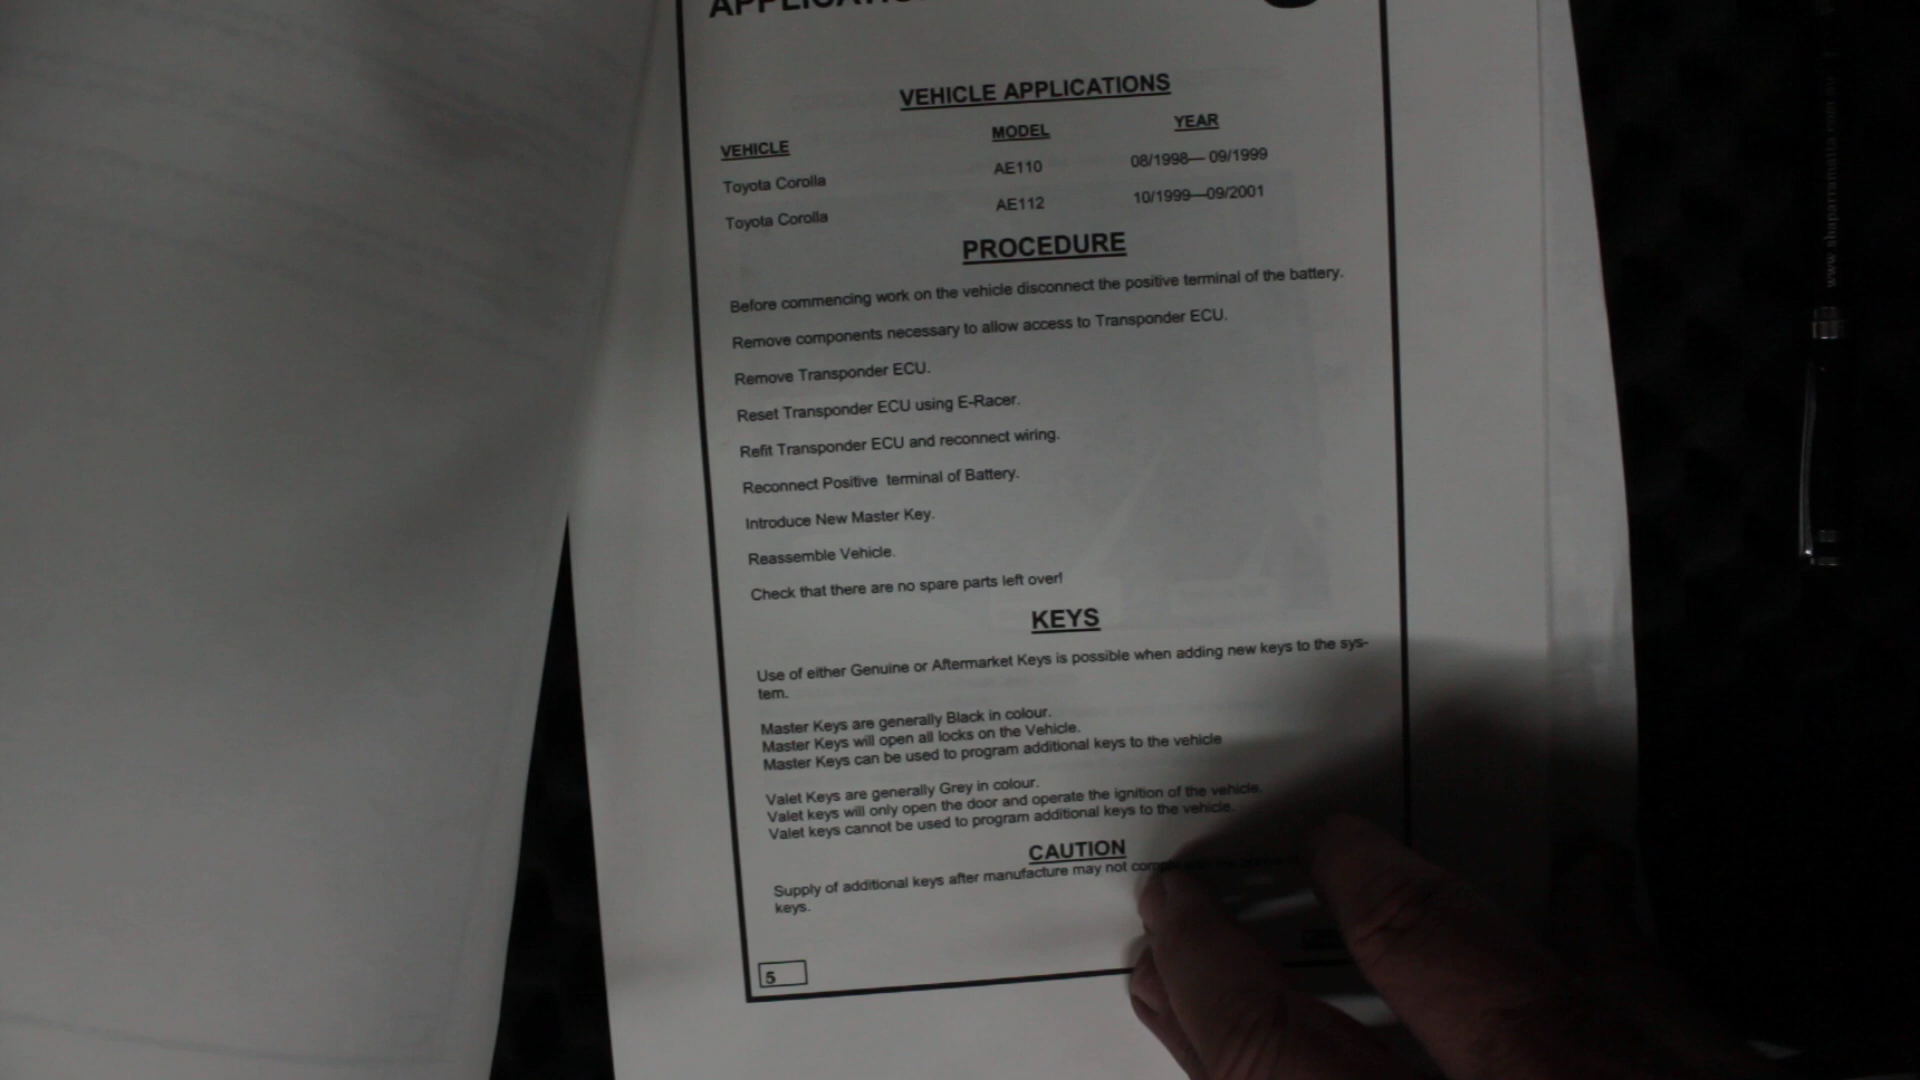 VEHICLE APPLICATIONS
VEHICLE MODEL YEAR
Toyota Corolla AE110 08/1998— 09/1999
Toyota Corolla AE112 10/1999—09/2001
PROCEDURE
Before commencing work on the vehicle disconnect the positive terminal of the battery.
Remove components necessary to allow access to Transponder ECU.
Remove Transponder ECU.
Reset Transponder ECU using E-Racer.
Refit Transponder ECU and reconnect wiring.
Reconnect Positive terminal of Battery.
Introduce New Master Key.
Reassemble Vehicle.
Check that there are no spare parts left over!
KEYS
Use of either Genuine or Aftermarket Keys is possible when adding new keys to the sys-
tem.
Master Keys are generally Black in colour.
Master Keys will open all locks on the Vehicle.
Master Keys can be used to program additional keys to the vehicle
Valet Keys are generally Grey in colour.
Valet keys will only open the door and operate the ignition of the vehicle.
Valet keys cannot be used to program additional keys to the vehicle.
CAUTION
Supply of additional keys after manufacture may not
keys.
5